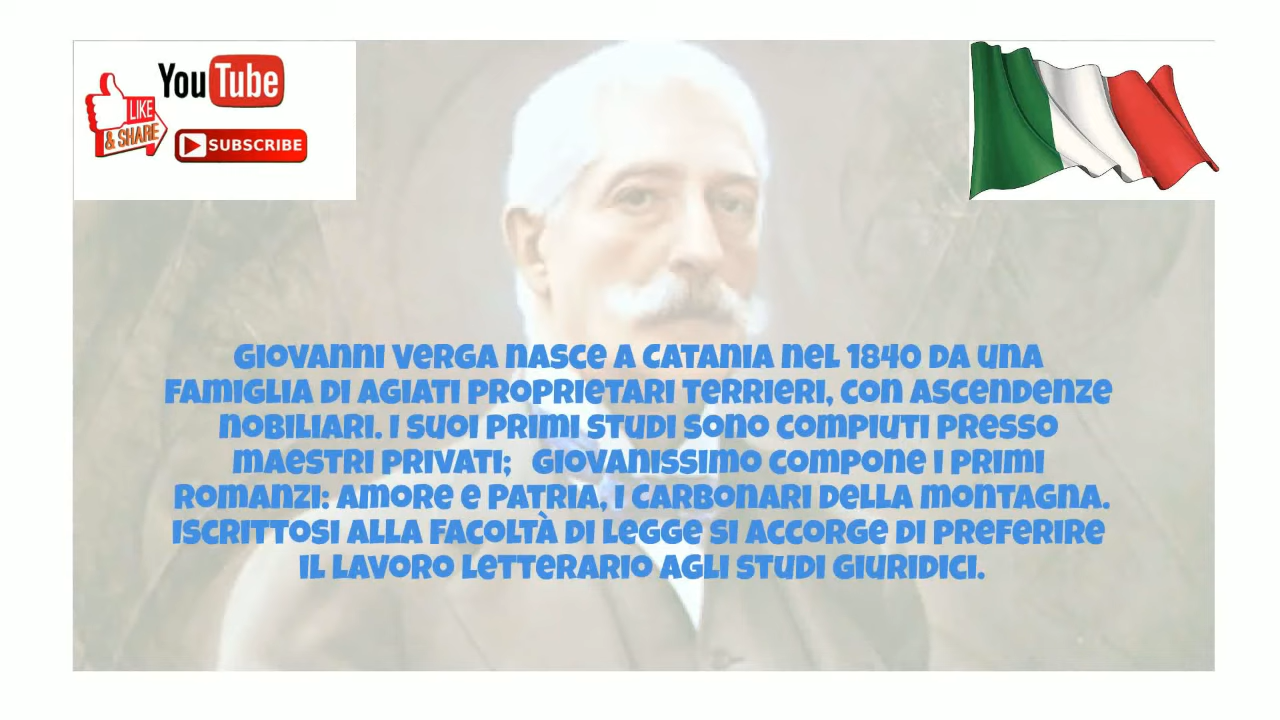 YouTube
LIKE
& SHARE
SUBSCRIBE
GIOVANNI VERGA NASCE A CATANIA NEL 1840 DA UNA
FAMIGLIA DI AGIATI PROPRIETARI TERRIERI, CON ASCENDENZE
NOBILIARI. I SUOI PRIMI STUDI SONO COMPIUTI PRESSO
MAESTRI PRIVATI; GIOVANISSIMO COMPONE I PRIMI
ROMANZI: AMORE E PATRIA, I CARBONARI DELLA MONTAGNA.
ISCRITTOSI ALLA FACOLTÀ DI LEGGE SI ACCORGE DI PREFERIRE
IL LAVORO LETTERARIO AGLI STUDI GIURIDICI.